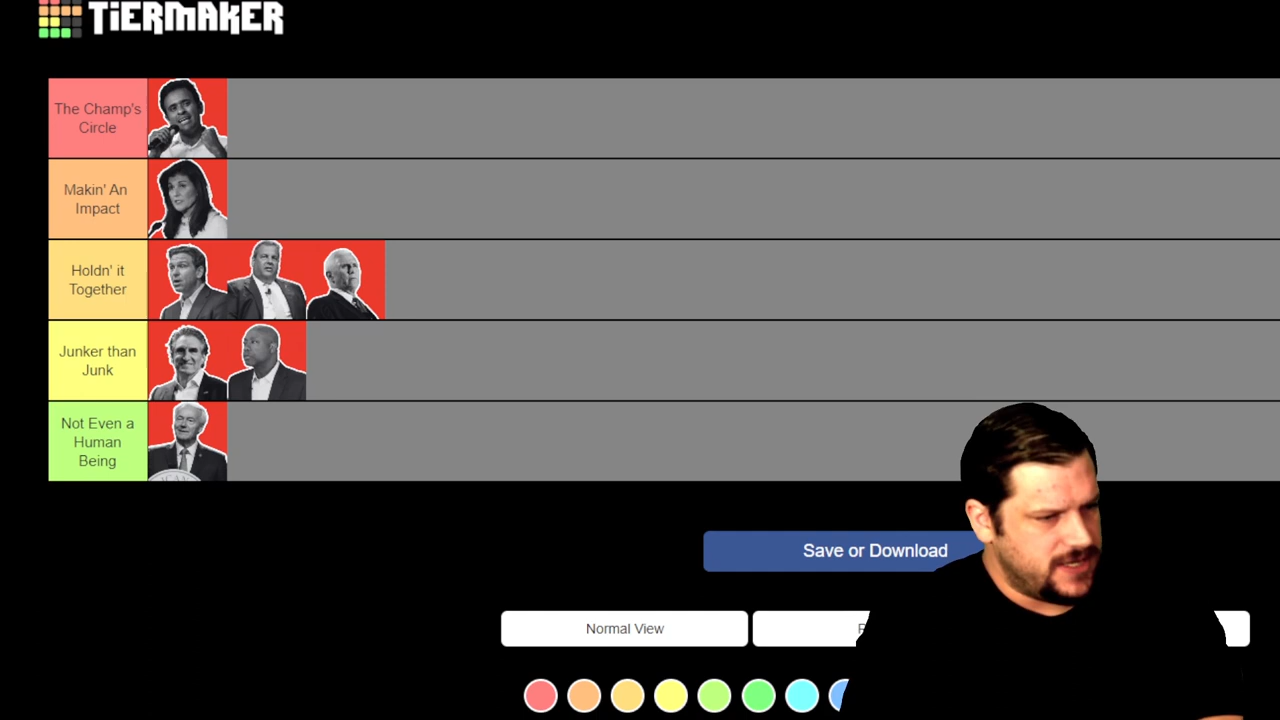 TiERMAKER
The Champ's
Circle
Makin' An
Impact
Holdn' it
Together
Junker than
Junk
Not Even a
Human
Being
Save or Download
Normal View